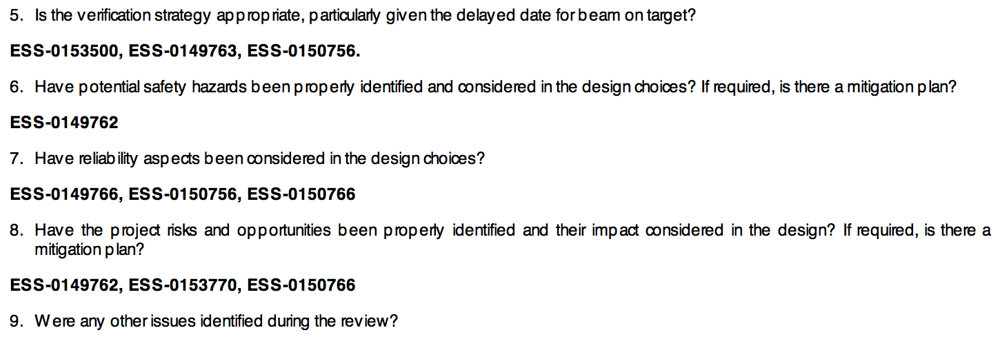 5. Is the verification strategy appropriate, particularly given the delayed date for beam on target?
ESS-0153500, ESS-0149763, ESS-0150756.
6. Have potential safety hazards been properly identified and considered in the design choices? If required, is there a mitigation plan?
ESS-0149762
7. Have reliability aspects been considered in the design choices?
ESS-0149766, ESS-0150756, ESS-0150766
8. Have the project risks and opportunities been properly identified and their impact considered in the design? If required, is there a
mitigation plan?
ESS-0149762, ESS-0153770, ESS-0150766
9. Were any other issues identified during the review?